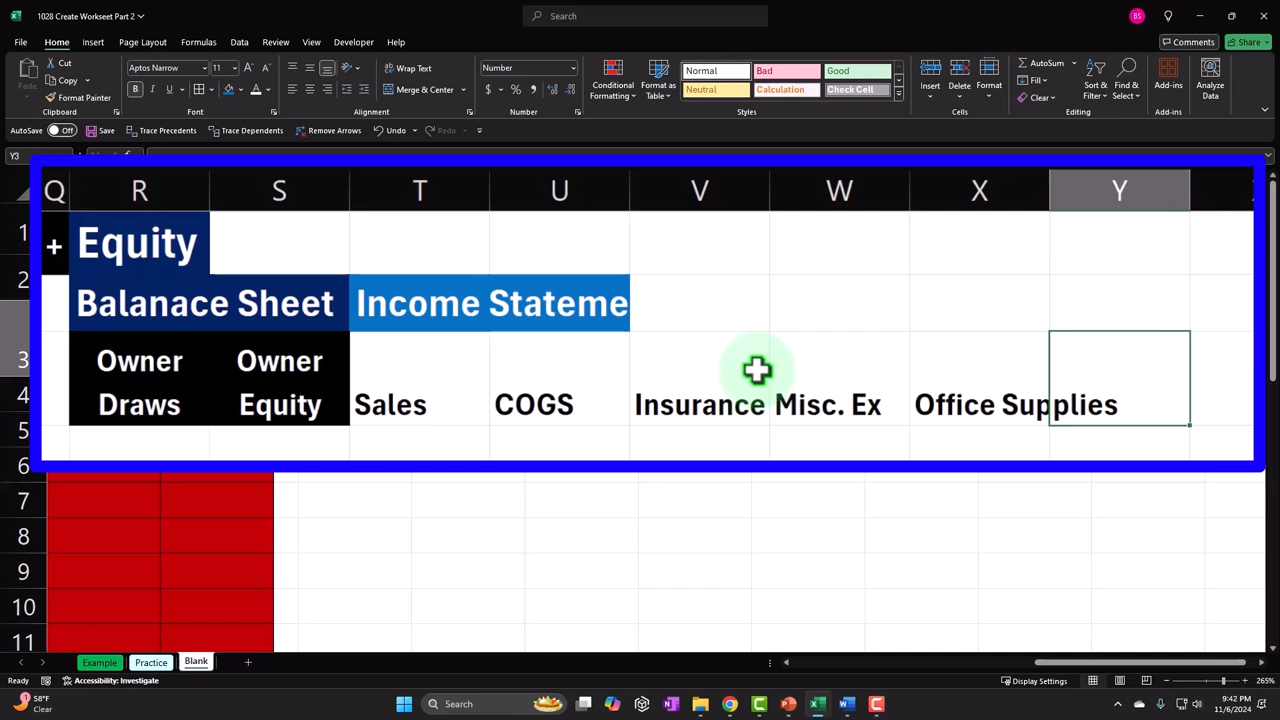 1028 Create Workseet Part 2
Search
BS
File Home Insert Page Layout Formulas Data Review View Developer Help
Comments Share
Paste
Cut
Copy
Format Painter
Clipboard
Aptos Narrow 11
B I U
Font
Wrap Text
Merge & Center
Alignment
Number
$ % 9
Number
Conditional Formatting
Format as Table
Normal Bad Good
Neutral Calculation Check Cell
Styles
Insert Delete Format
Cells
AutoSum
Fill
Clear
Sort & Filter
Find & Select
Editing
Add-ins
Add-ins
Analyze Data
AutoSave Off Save Trace Precedents Trace Dependents Remove Arrows Undo Redo
Y3
Q R S T U V W X Y
1 + Equity
2 Balanace Sheet Income Stateme
3 Owner Owner
4 Draws Equity Sales COGS Insurance Misc. Ex Office Supplies
5
6
7
8
9
10
11
Example Practice Blank
Ready Accessibility: Investigate Display Settings 265%
58°F
Clear
Search
9:42 PM
11/6/2024